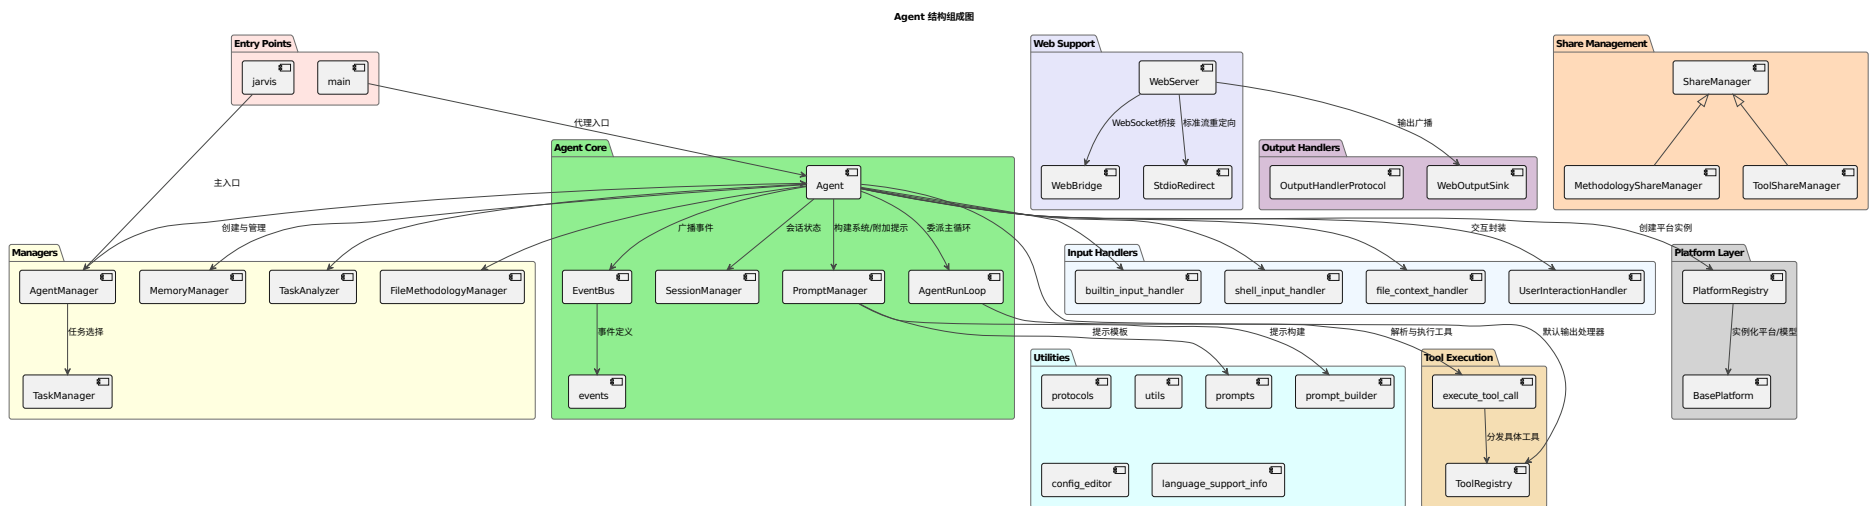 Agent 结构组成图
Entry Points
jarvis
main
Web Support
WebServer
WebSocket桥接
标准流重定向
WebBridge
StdioRedirect
Share Management
ShareManager
MethodologyShareManager
ToolShareManager
代理入口
输出广播
Output Handlers
OutputHandlerProtocol
WebOutputSink
Agent Core
Agent
主入口
创建与管理
广播事件
会话状态
构建系统/附加提示
委派主循环
交互封装
创建平台实例
Managers
AgentManager
MemoryManager
TaskAnalyzer
FileMethodologyManager
任务选择
TaskManager
EventBus
SessionManager
PromptManager
AgentRunLoop
事件定义
events
Input Handlers
builtin_input_handler
shell_input_handler
file_context_handler
UserInteractionHandler
Platform Layer
PlatformRegistry
实例化平台/模型
BasePlatform
提示模板
提示构建
解析与执行工具
默认输出处理器
Utilities
protocols
utils
prompts
prompt_builder
config_editor
language_support_info
Tool Execution
execute_tool_call
分发具体工具
ToolRegistry